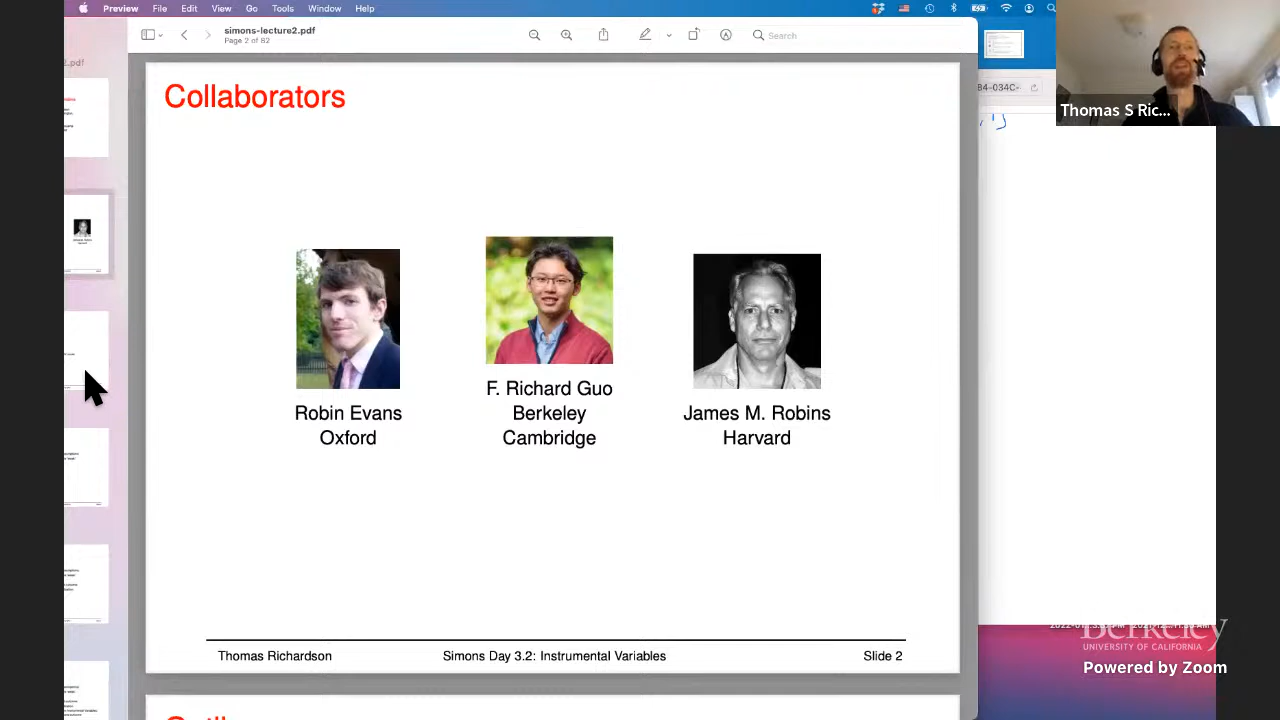 Preview File Edit View Go Tools Window Help
simons-lecture2.pdf
Page 2 of 82
Search
Collaborators
Robin Evans
Oxford
F. Richard Guo
Berkeley
Cambridge
James M. Robins
Harvard
Thomas Richardson
Simons Day 3.2: Instrumental Variables
Slide 2
Thomas S Ric...
84-034C-
Berkeley
UNIVERSITY OF CALIFORNIA
Powered by Zoom